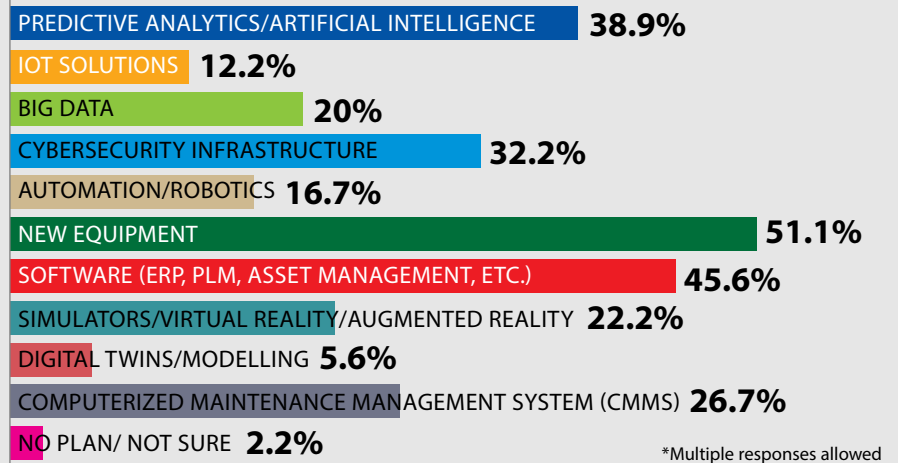 PREDICTIVE ANALYTICS/ARTIFICIAL INTELLIGENCE 38.9%
IOT SOLUTIONS 12.2%
BIG DATA 20%
CYBERSECURITY INFRASTRUCTURE 32.2%
AUTOMATION/ROBOTICS 16.7%
NEW EQUIPMENT 51.1%
SOFTWARE (ERP, PLM, ASSET MANAGEMENT, ETC.) 45.6%
SIMULATORS/VIRTUAL REALITY/AUGMENTED REALITY 22.2%
DIGITAL TWINS/MODELLING 5.6%
COMPUTERIZED MAINTENANCE MANAGEMENT SYSTEM (CMMS) 26.7%
NO PLAN/ NOT SURE 2.2%
*Multiple responses allowed